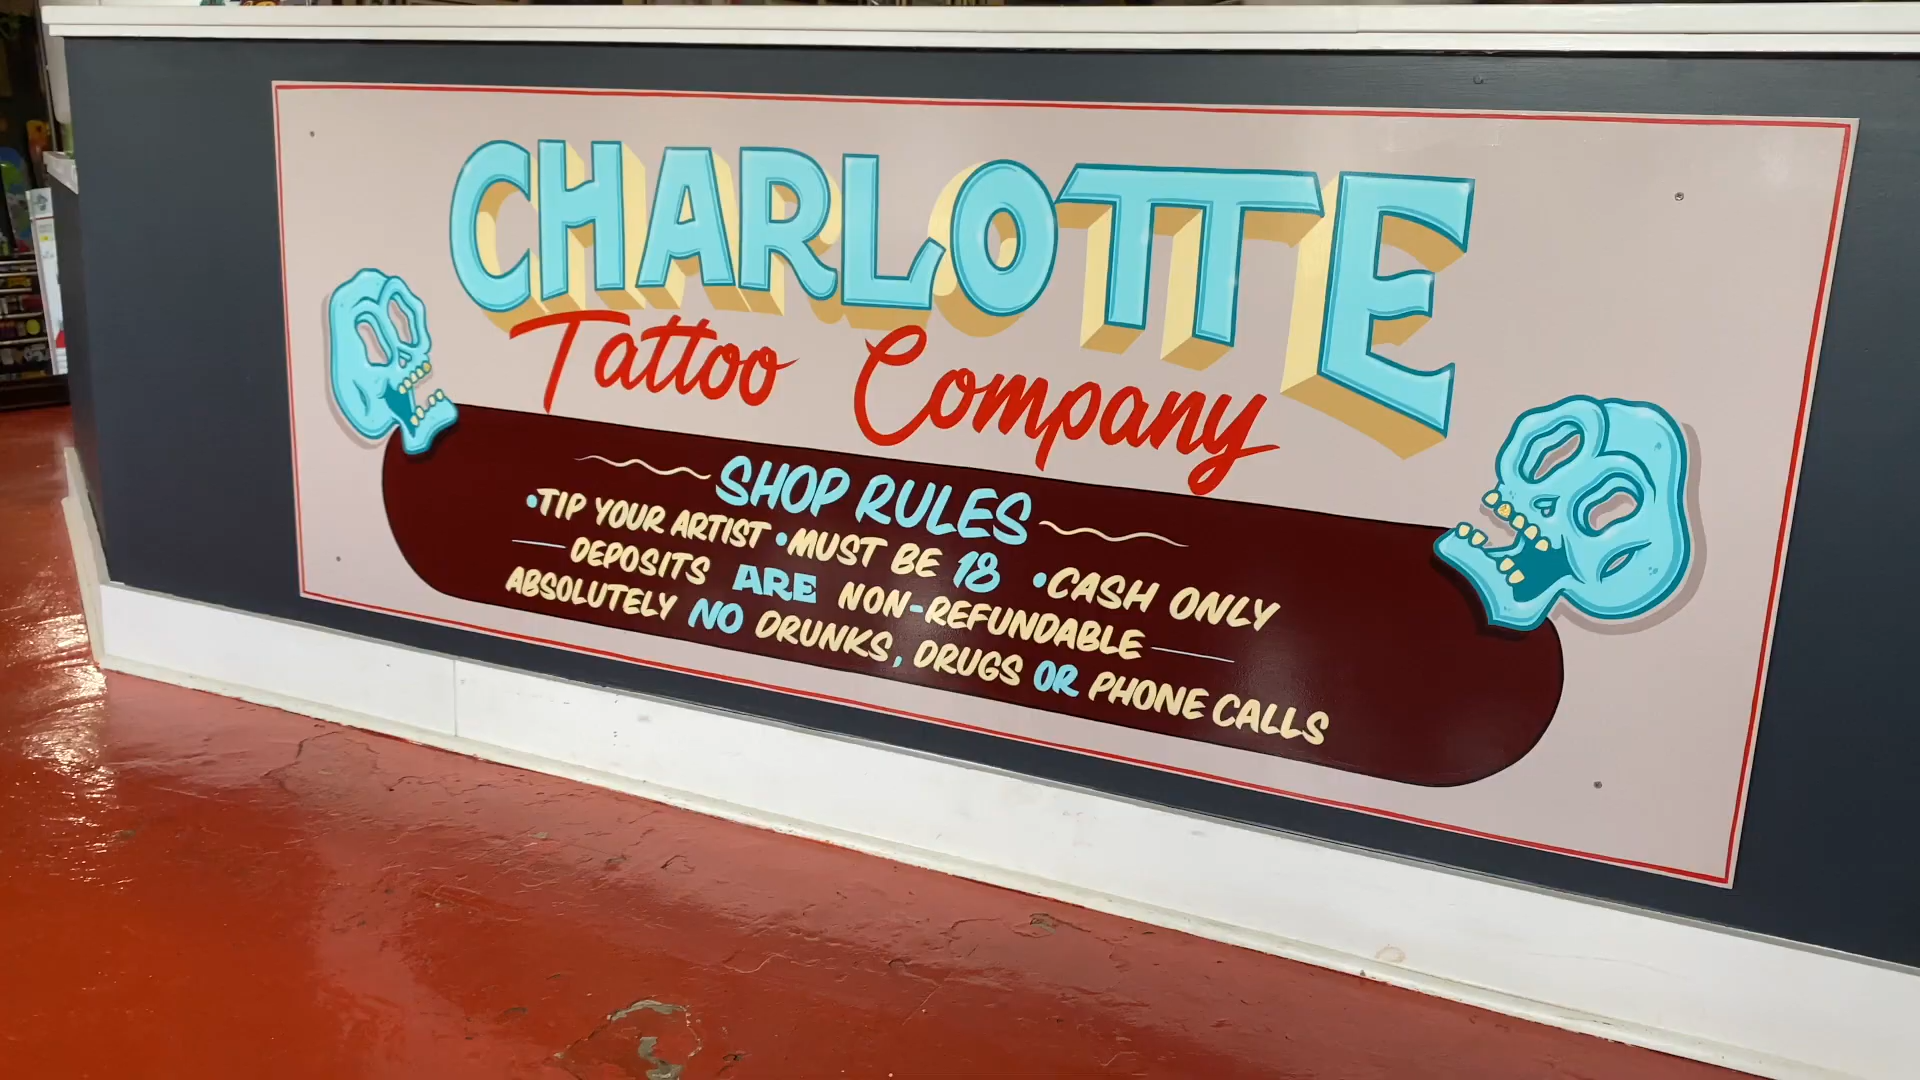 CHARLOTTE
Tattoo Company
SHOP RULES
•TIP YOUR ARTIST •MUST BE 18 •CASH ONLY
DEPOSITS ARE NON-REFUNDABLE
ABSOLUTELY NO DRUNKS, DRUGS OR PHONE CALLS